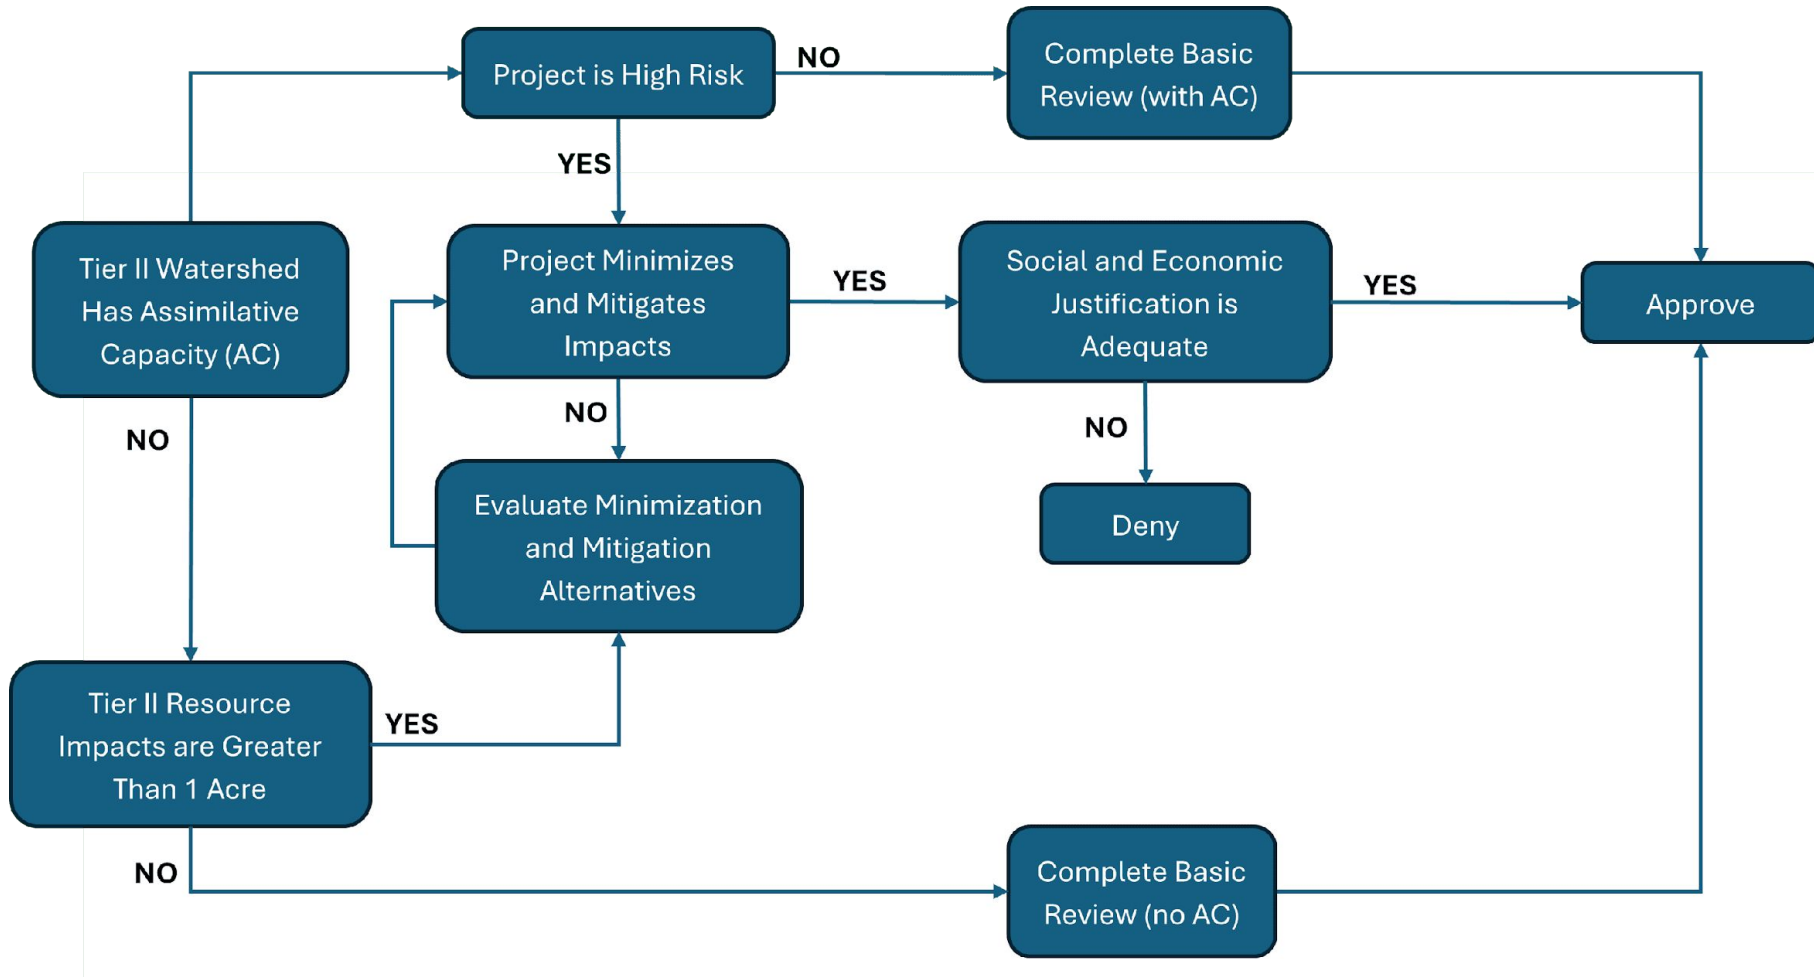 Project is High Risk
NO
Complete Basic
Review (with AC)
YES
Tier II Watershed
Has Assimilative
Capacity (AC)
Project Minimizes
and Mitigates
Impacts
YES
Social and Economic
Justification is
Adequate
YES
Approve
NO
NO
NO
Evaluate Minimization
and Mitigation
Alternatives
Deny
Tier II Resource
Impacts are Greater
Than 1 Acre
YES
NO
Complete Basic
Review (no AC)